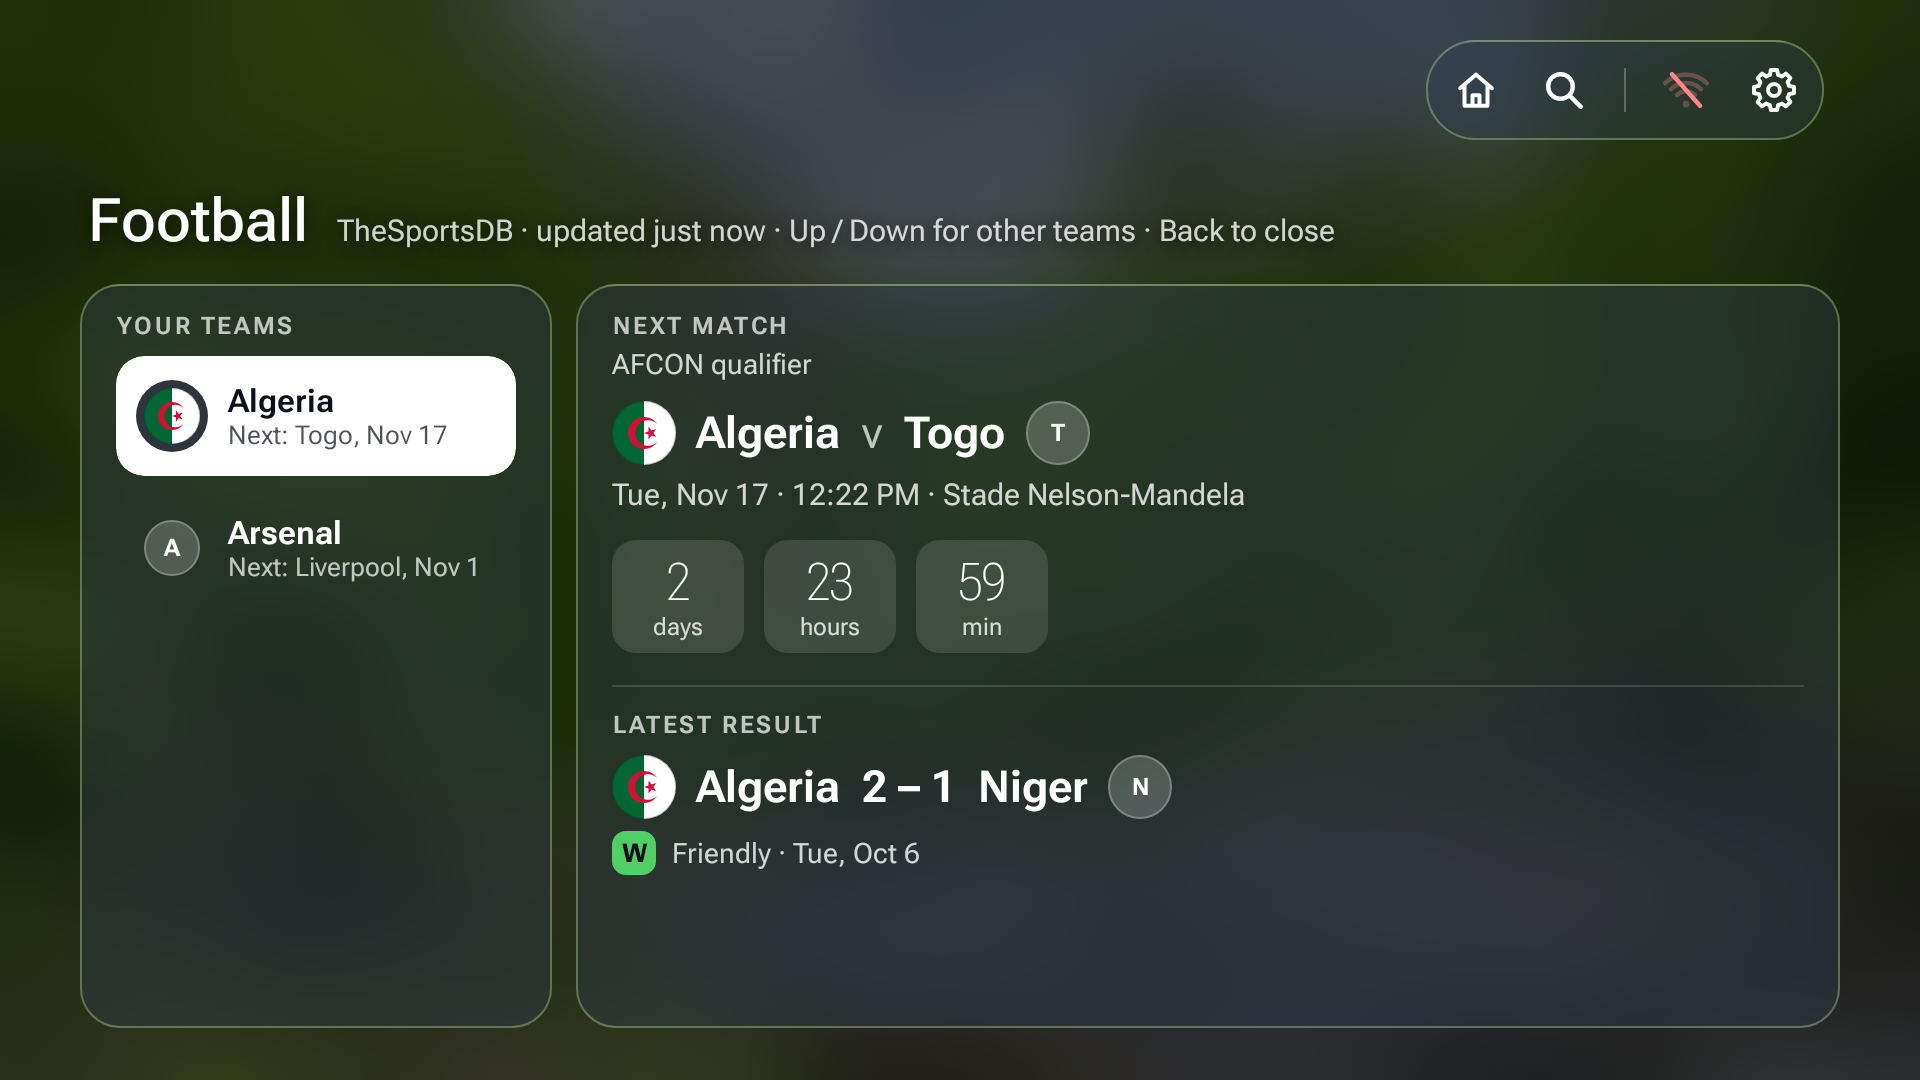 Football
TheSportsDB · updated just now · Up / Down for other teams · Back to close
YOUR TEAMS
Algeria
Next: Togo, Nov 17
A
Arsenal
Next: Liverpool, Nov 1
NEXT MATCH
AFCON qualifier
Algeria v Togo T
Tue, Nov 17 · 12:22 PM · Stade Nelson-Mandela
2 23 59
days hours min
LATEST RESULT
Algeria 2 – 1 Niger N
W Friendly · Tue, Oct 6